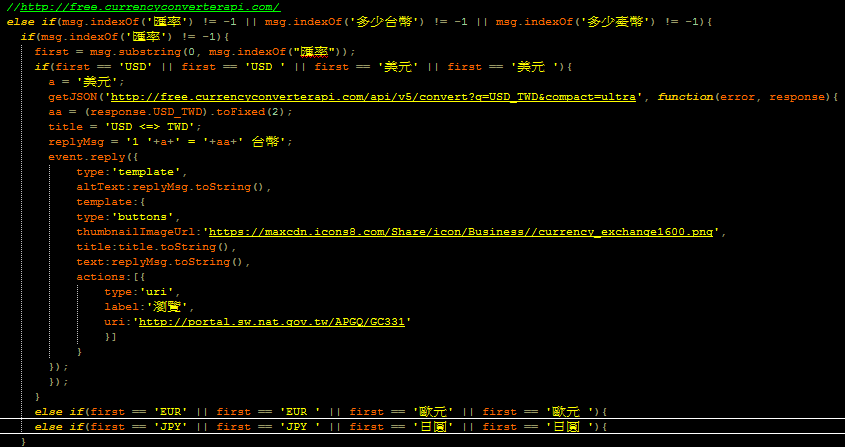 //http://free.currencyconverterapi.com/
else if(msg.indexOf('匯率') != -1 || msg.indexOf('多少台幣') != -1 || msg.indexOf('多少臺幣') != -1){
if(msg.indexOf('匯率') != -1){
first = msg.substring(0, msg.indexOf("匯率"));
if(first == 'USD' || first == 'USD ' || first == '美元' || first == '美元 '){
a = '美元';
getJSON('http://free.currencyconverterapi.com/api/v5/convert?q=USD_TWD&compact=ultra', function(error, response){
aa = (response.USD_TWD).toFixed(2);
title = 'USD <=> TWD';
replyMsg = '1 '+a+' = '+aa+' 台幣';
event.reply({
type:'template',
altText:replyMsg.toString(),
template:{
type:'buttons',
thumbnailImageUrl:'https://maxcdn.icons8.com/Share/icon/Business//currency_exchange1600.png',
title:title.toString(),
text:replyMsg.toString(),
actions:[{
type:'uri',
label:'瀏覽',
uri:'http://portal.sw.nat.gov.tw/APGQ/GC331'
}]
}
});
});
}
else if(first == 'EUR' || first == 'EUR ' || first == '歐元' || first == '歐元 '){
else if(first == 'JPY' || first == 'JPY ' || first == '日圓' || first == '日圓 '){
}